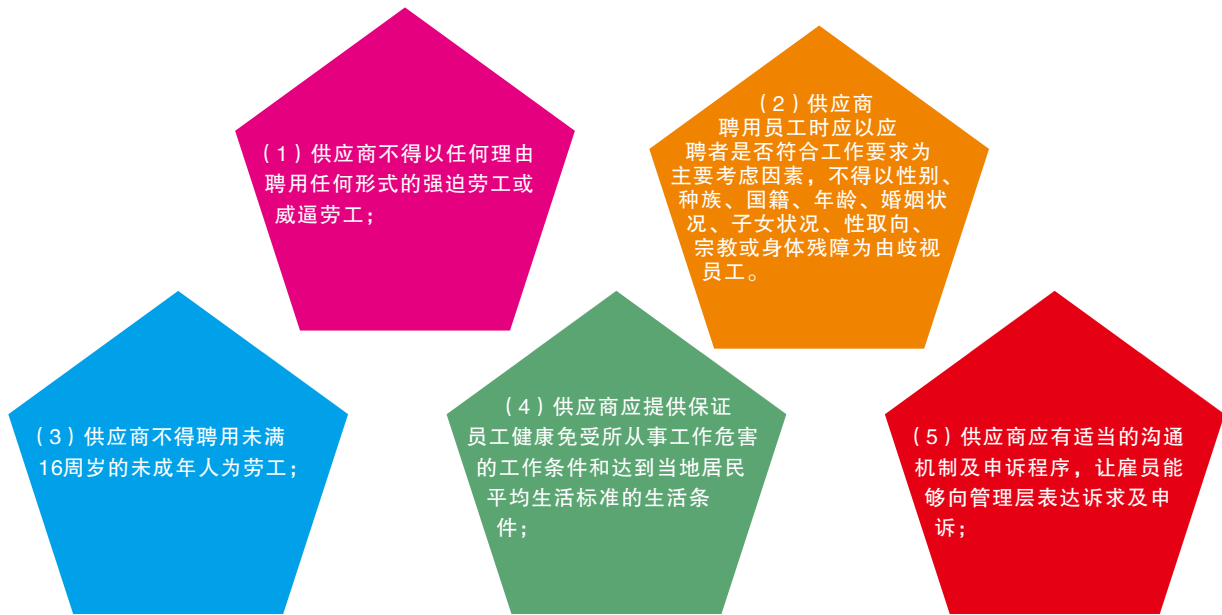 （1）供应商不得以任何理由
聘用任何形式的强迫劳工或
威逼劳工；
（2）供应商
聘用员工时应以应
聘者是否符合工作要求为
主要考虑因素，不得以性别、
种族、国籍、年龄、婚姻状
况、子女状况、性取向、
宗教或身体残障为由歧视
员工。
（3）供应商不得聘用未满
16周岁的未成年人为劳工；
（4）供应商应提供保证
员工健康免受所从事工作危害
的工作条件和达到当地居民
平均生活标准的生活条
件；
（5）供应商应有适当的沟通
机制及申诉程序，让雇员能
够向管理层表达诉求及申
诉；